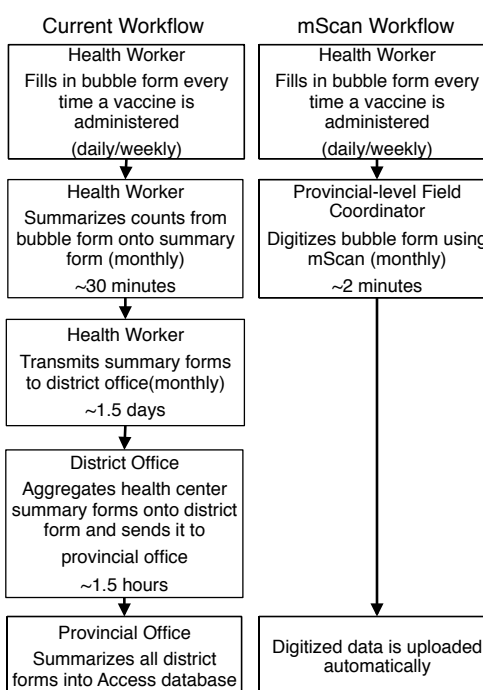 Current Workflow
Health Worker
Fills in bubble form every
time a vaccine is
administered
(daily/weekly)
Health Worker
Summarizes counts from
bubble form onto summary
form (monthly)
~30 minutes
Health Worker
Transmits summary forms
to district office(monthly)
~1.5 days
District Office
Aggregates health center
summary forms onto district
form and sends it to
provincial office
~1.5 hours
Provincial Office
Summarizes all district
forms into Access database
mScan Workflow
Health Worker
Fills in bubble form every
time a vaccine is
administered
(daily/weekly)
Provincial-level Field
Coordinator
Digitizes bubble form using
mScan (monthly)
~2 minutes
Digitized data is uploaded
automatically